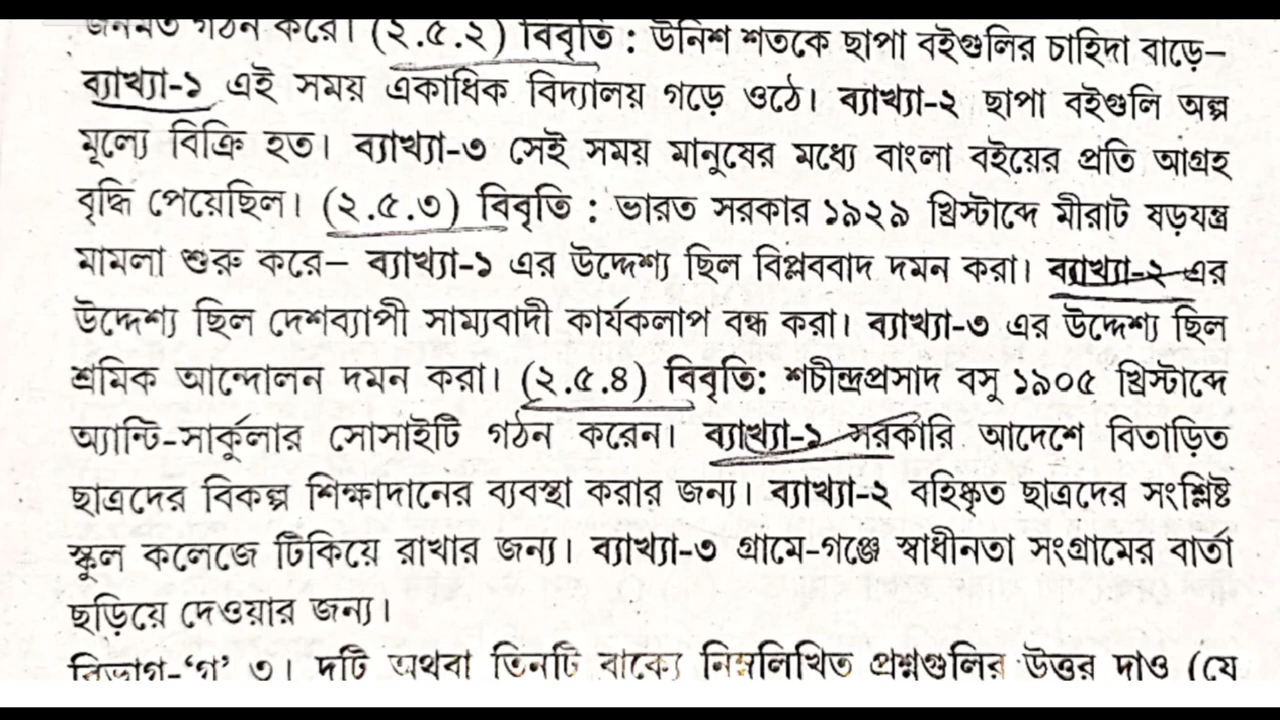 জনমত গঠন করে। (২.৫.২) বিবৃতি : উনিশ শতকে ছাপা বইগুলির চাহিদা বাড়ে–
ব্যাখ্যা-১ এই সময় একাধিক বিদ্যালয় গড়ে ওঠে। ব্যাখ্যা-২ ছাপা বইগুলি অল্প
মূল্যে বিক্রি হত। ব্যাখ্যা-৩ সেই সময় মানুষের মধ্যে বাংলা বইয়ের প্রতি আগ্রহ
বৃদ্ধি পেয়েছিল। (২.৫.৩) বিবৃতি : ভারত সরকার ১৯২৯ খ্রিস্টাব্দে মীরাট ষড়যন্ত্র
মামলা শুরু করে– ব্যাখ্যা-১ এর উদ্দেশ্য ছিল বিপ্লববাদ দমন করা। ব্যাখ্যা-২ এর
উদ্দেশ্য ছিল দেশব্যাপী সাম্যবাদী কার্যকলাপ বন্ধ করা। ব্যাখ্যা-৩ এর উদ্দেশ্য ছিল
শ্রমিক আন্দোলন দমন করা। (২.৫.৪) বিবৃতি: শচীন্দ্রপ্রসাদ বসু ১৯০৫ খ্রিস্টাব্দে
অ্যান্টি-সার্কুলার সোসাইটি গঠন করেন। ব্যাখ্যা-১ সরকারি আদেশে বিতাড়িত
ছাত্রদের বিকল্প শিক্ষাদানের ব্যবস্থা করার জন্য। ব্যাখ্যা-২ বহিষ্কৃত ছাত্রদের সংশ্লিষ্ট
স্কুল কলেজে টিকিয়ে রাখার জন্য। ব্যাখ্যা-৩ গ্রামে-গঞ্জে স্বাধীনতা সংগ্রামের বার্তা
ছড়িয়ে দেওয়ার জন্য।
বিভাগ-‘গ’ ৩। দুটি অথবা তিনটি বাক্যে নিম্নলিখিত প্রশ্নগুলির উত্তর দাও (যে